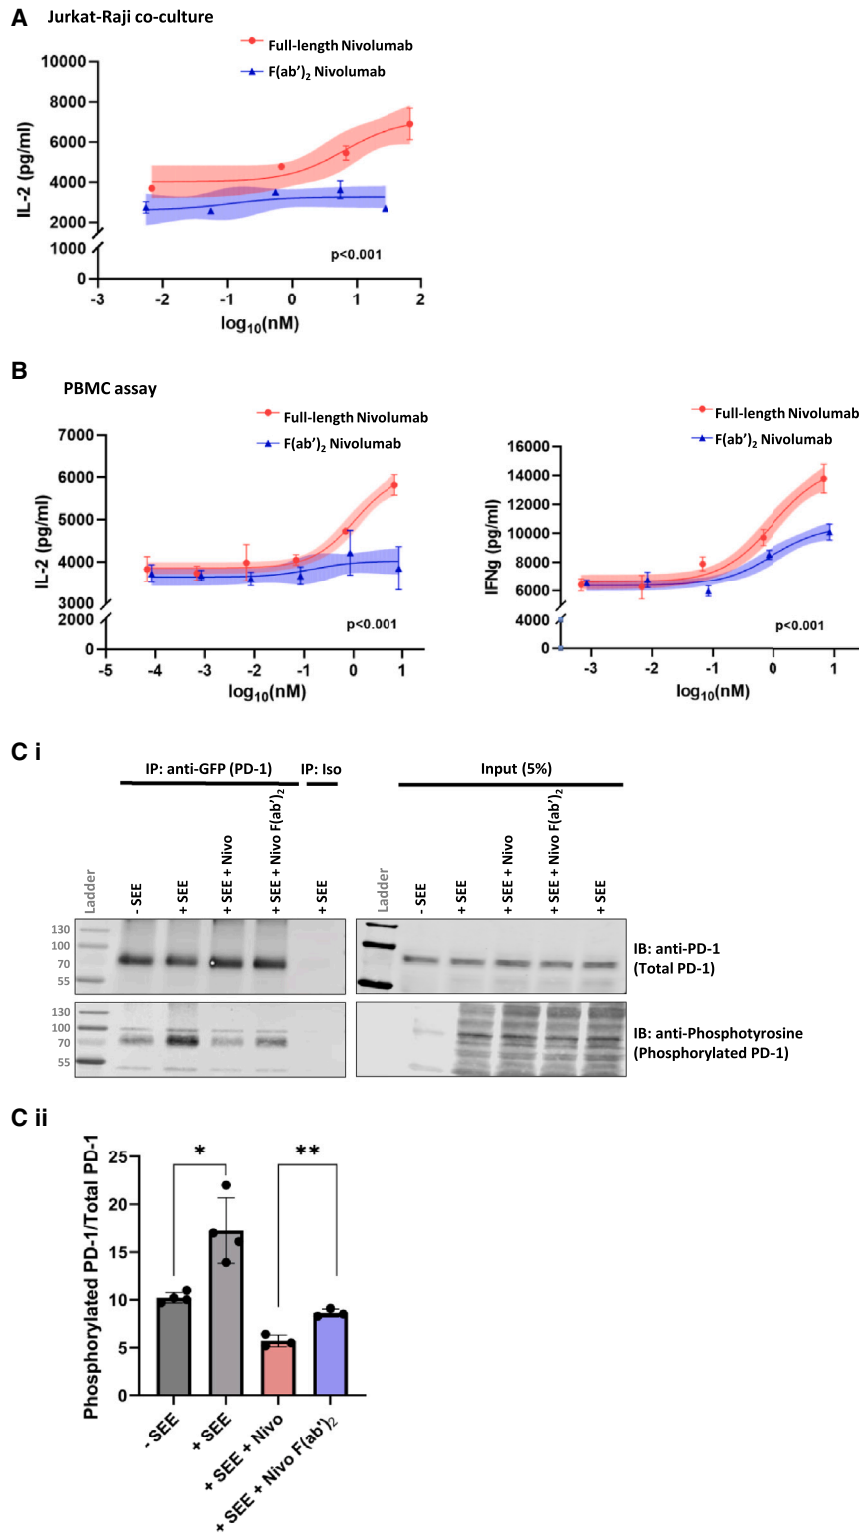 A
Jurkat-Raji co-culture
Full-length Nivolumab
F(ab')2 Nivolumab
10000
8000
6000
4000
2000
1000
0
IL-2 (pg/ml)
p<0.001
-3 -2 -1 0 1 2
log10(nM)
B
PBMC assay
Full-length Nivolumab
F(ab')2 Nivolumab
7000
6000
5000
4000
3000
2000
0
IL-2 (pg/ml)
p<0.001
-5 -4 -3 -2 -1 0 1
log10(nM)
Full-length Nivolumab
F(ab')2 Nivolumab
16000
14000
12000
10000
8000
6000
4000
0
IFNg (pg/ml)
p<0.001
-3 -2 -1 0 1
log10(nM)
C i
IP: anti-GFP (PD-1) IP: Iso Input (5%)
Ladder
- SEE
+ SEE
+ SEE + Nivo
+ SEE + Nivo F(ab')2
+ SEE
Ladder
- SEE
+ SEE
+ SEE + Nivo
+ SEE + Nivo F(ab')2
+ SEE
130
100
70
55
IB: anti-PD-1
(Total PD-1)
130
100
70
55
IB: anti-Phosphotyrosine
(Phosphorylated PD-1)
C ii
Phosphorylated PD-1/Total PD-1
25
20
15
10
5
0
* **
- SEE
+ SEE
+ SEE + Nivo
+ SEE + Nivo F(ab')2